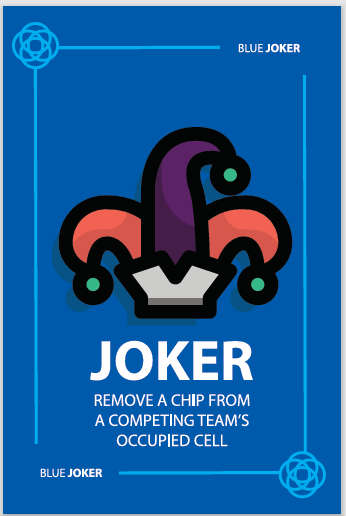 BLUE JOKER
JOKER
REMOVE A CHIP FROM
A COMPETING TEAM'S
OCCUPIED CELL
BLUE JOKER